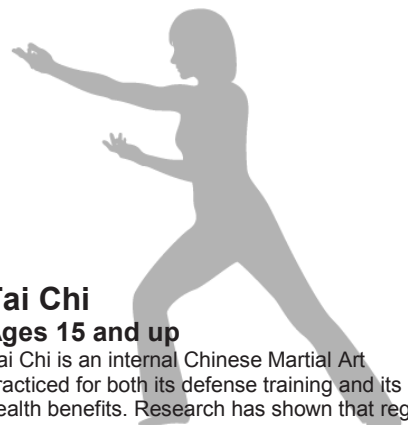 Tai Chi
Ages 15 and up
ai Chi is an internal Chinese Martial Art
racticed for both its defense training and its
ealth benefits. Research has shown that reg